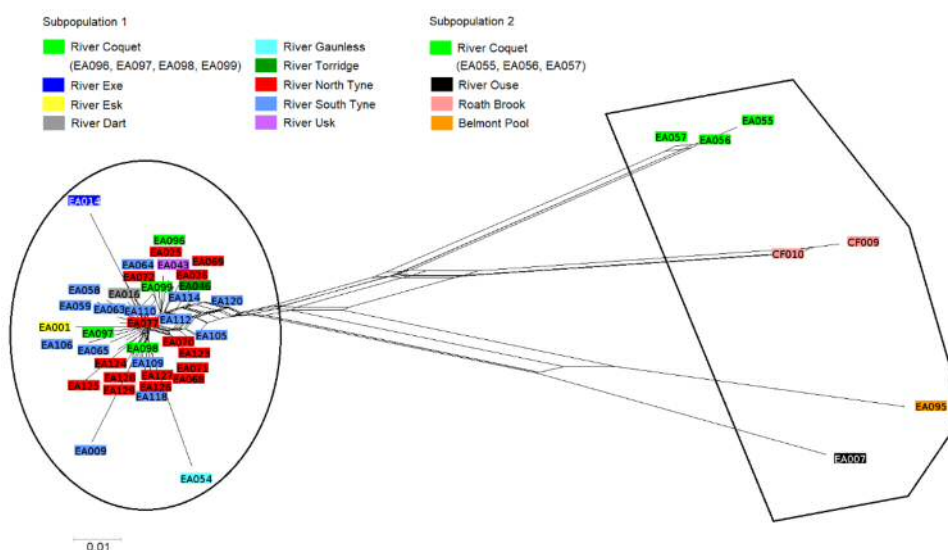 Subpopulation 1
River Coquet
(EA096, EA097, EA098, EA099)
River Exe
River Esk
River Dart
River Gaunless
River Torridge
River North Tyne
River South Tyne
River Usk
Subpopulation 2
River Coquet
(EA055, EA056, EA057)
River Ouse
Roath Brook
Belmont Pool
EA055
EA057
EA056
EA014
EA096
CF009
CF010
EA064
EA043
EA072
EA099
EA046
EA058
EA016
EA114
EA120
EA059
EA063
EA110
EA112
EA001
EA097
EA105
EA106
EA065
EA098
EA070
EA123
EA124
EA109
EA071
EA118
EA095
EA009
EA007
EA054
0.01